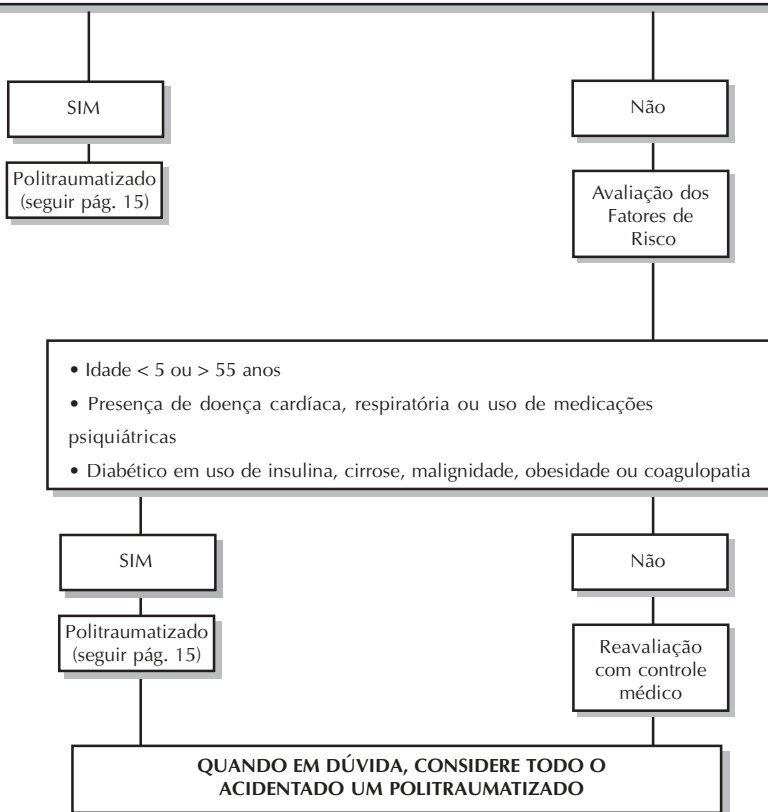 SIM
Não
Politraumatizado
(seguir pág. 15)
Avaliação dos
Fatores de
Risco
• Idade < 5 ou > 55 anos
• Presença de doença cardíaca, respiratória ou uso de medicações
psiquiátricas
• Diabético em uso de insulina, cirrose, malignidade, obesidade ou coagulopatia
SIM
Não
Politraumatizado
(seguir pág. 15)
Reavaliação
com controle
médico
QUANDO EM DÚVIDA, CONSIDERE TODO O
ACIDENTADO UM POLITRAUMATIZADO